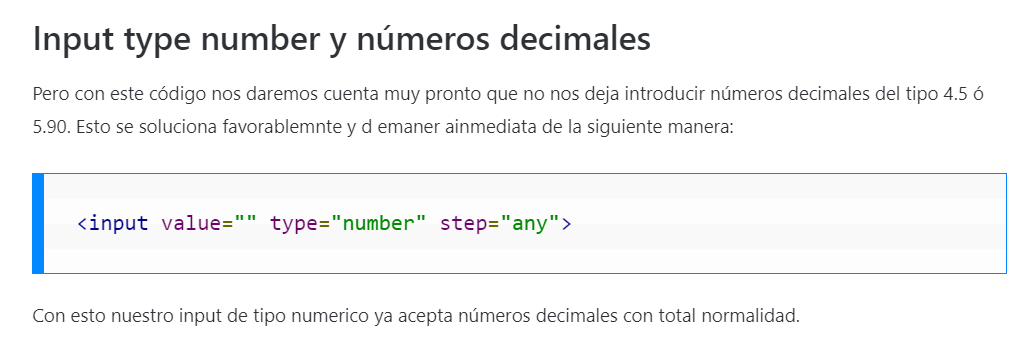 Input type number y números decimales
Pero con este código nos daremos cuenta muy pronto que no nos deja introducir números decimales del tipo 4.5 ó
5.90. Esto se soluciona favorablemnte y d emaner ainmediata de la siguiente manera:
<input value="" type="number" step="any">
Con esto nuestro input de tipo numerico ya acepta números decimales con total normalidad.